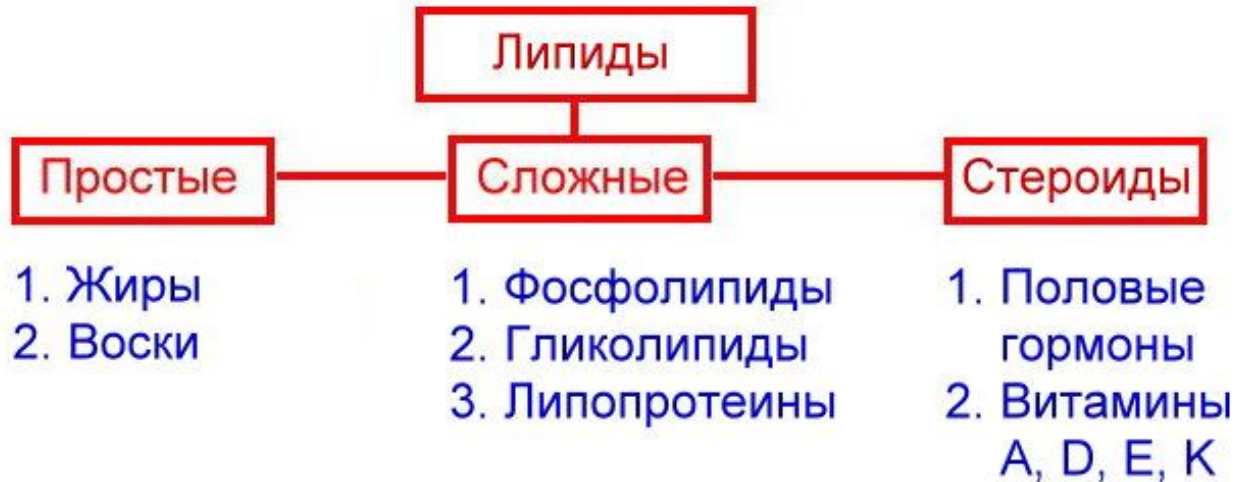 Липиды
Простые
Сложные
Стероиды
1. Жиры
2. Воски
1. Фосфолипиды
2. Гликолипиды
3. Липопротеины
1. Половые
гормоны
2. Витамины
A, D, E, K